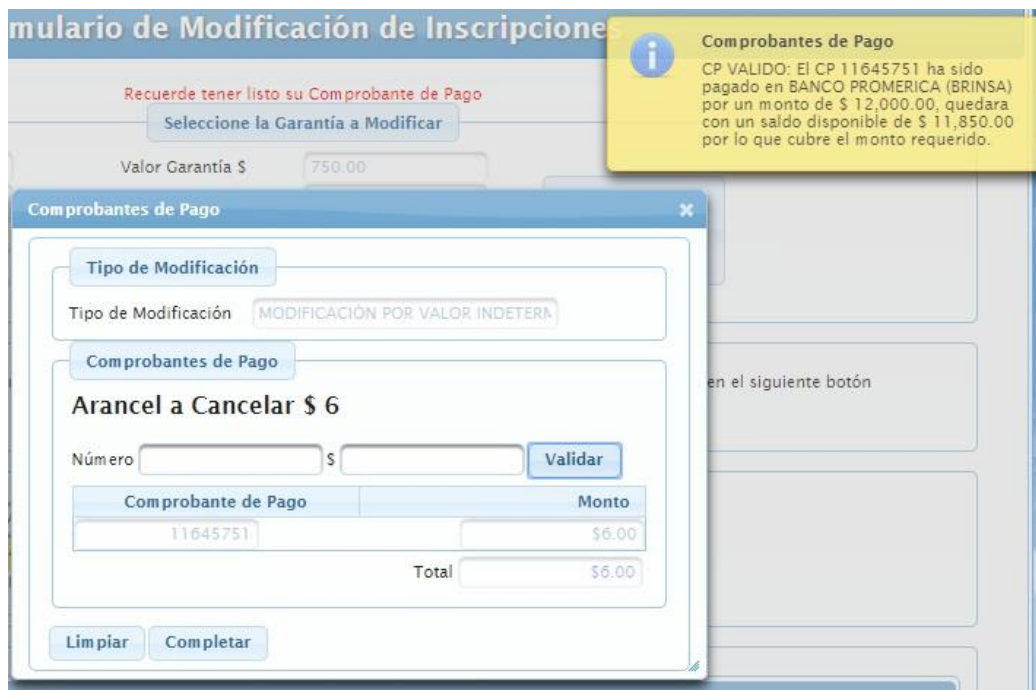 mulario de Modificación de Inscripciones
Comprobantes de Pago
CP VALIDO: El CP 11645751 ha sido
pagado en BANCO PROMERICA (BRINSA)
por un monto de $ 12,000.00, quedara
con un saldo disponible de $ 11,850.00
por lo que cubre el monto requerido.
Recuerde tener listo su Comprobante de Pago
Seleccione la Garantía a Modificar
Valor Garantía $ 750.00
Comprobantes de Pago
Tipo de Modificación
Tipo de Modificación MODIFICACIÓN POR VALOR INDETERM
Comprobantes de Pago
en el siguiente botón
Arancel a Cancelar $ 6
Número $ Validar
Comprobante de Pago Monto
11645751 $6.00
Total $6.00
Limpiar Completar